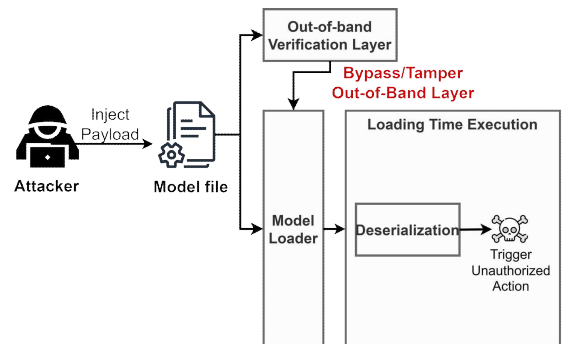 Out-of-band
Verification Layer
Bypass/Tamper
Out-of-Band Layer
Inject
Payload
Attacker
Model file
Model
Loader
Loading Time Execution
Deserialization
Trigger
Unauthorized
Action